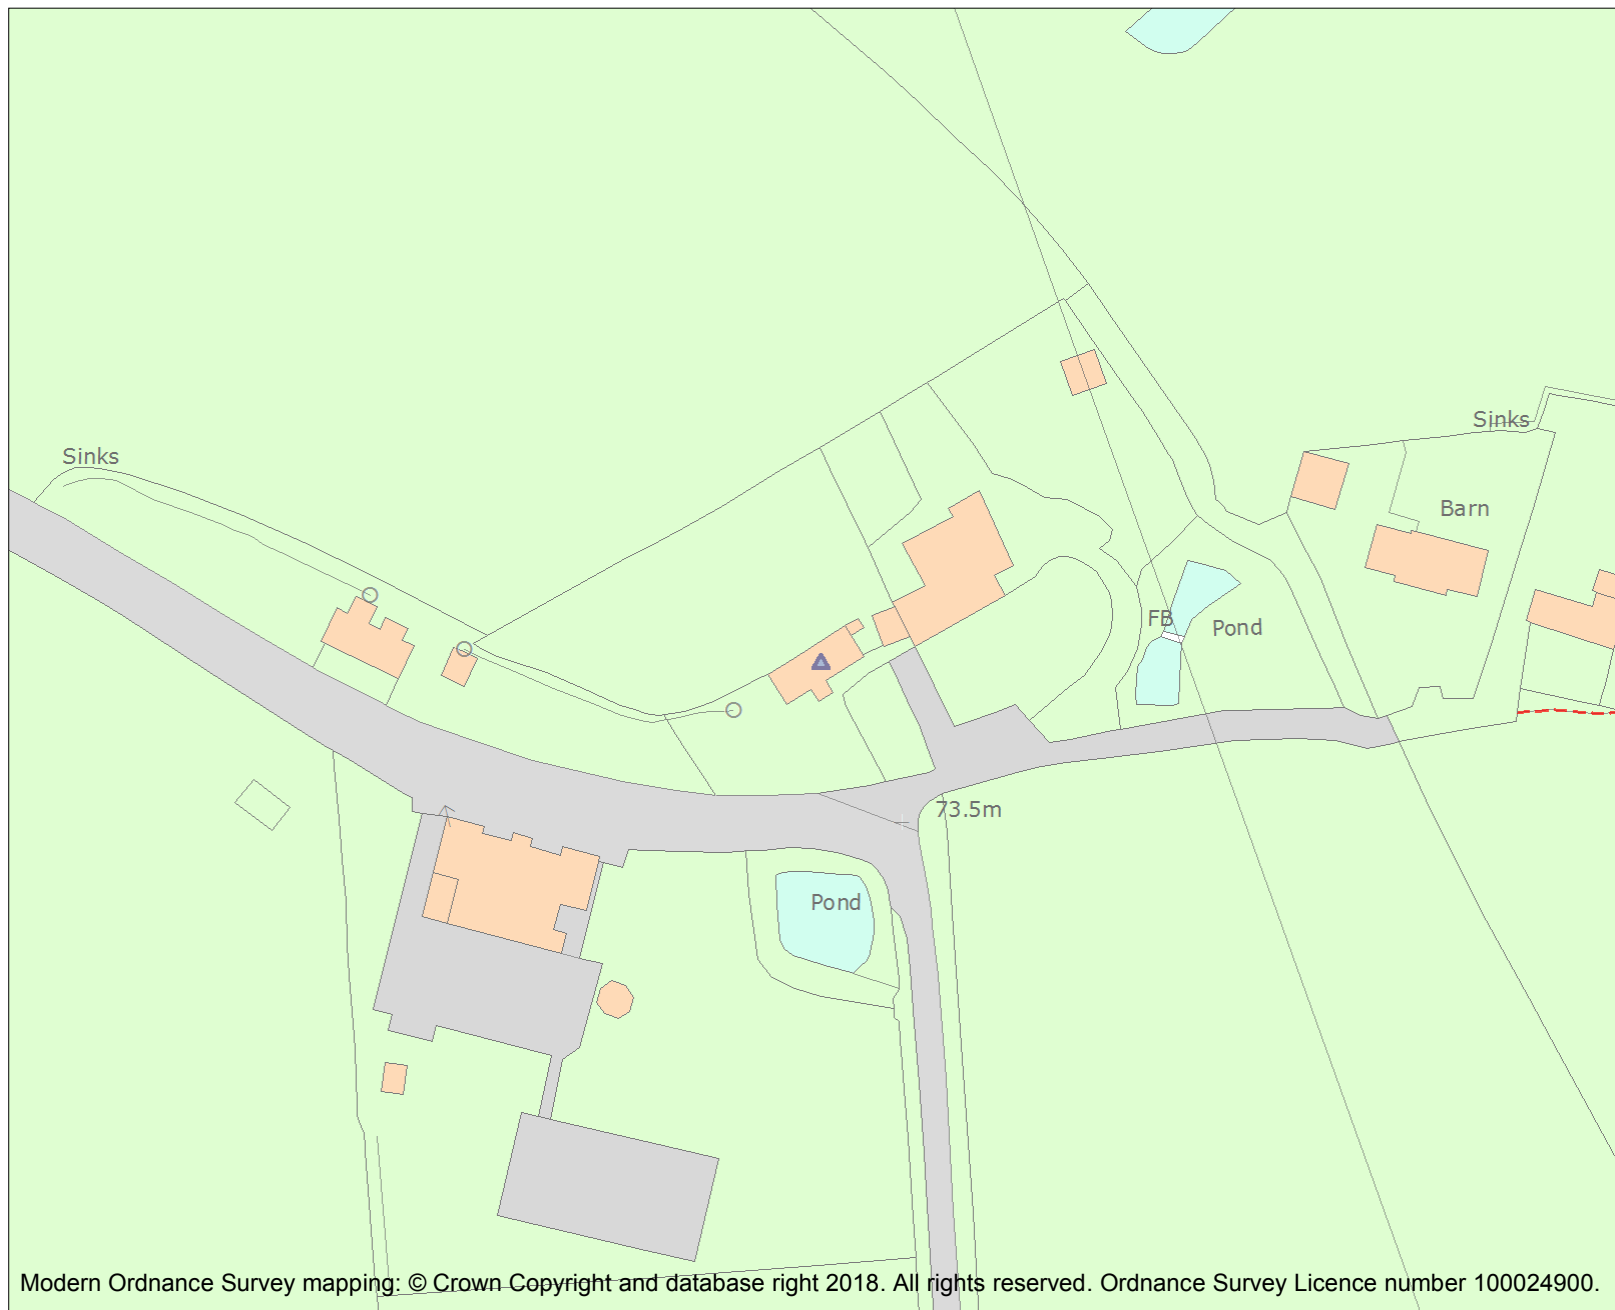 Sinks
Sinks
Barn
FB
Pond
73.5m
Pond
Modern Ordnance Survey mapping: © Crown Copyright and database right 2018. All rights reserved. Ordnance Survey Licence number 100024900.